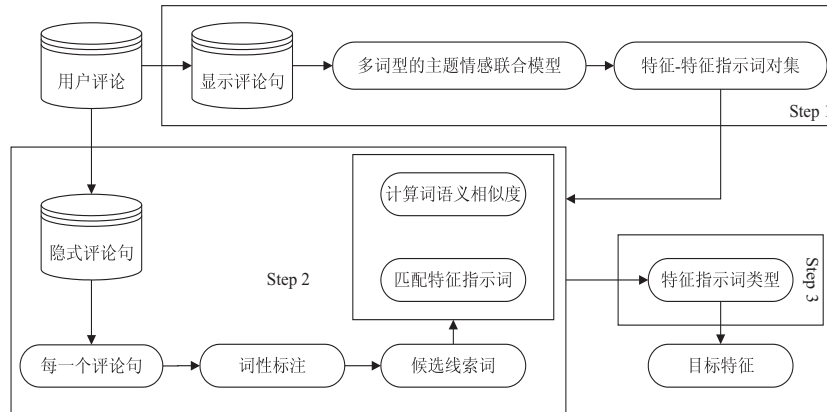 用户评论
显示评论句
多词型的主题情感联合模型
特征-特征指示词对集
Step 1
隐式评论句
计算词语义相似度
匹配特征指示词
Step 2
每一个评论句
词性标注
候选线索词
特征指示词类型
Step 3
目标特征